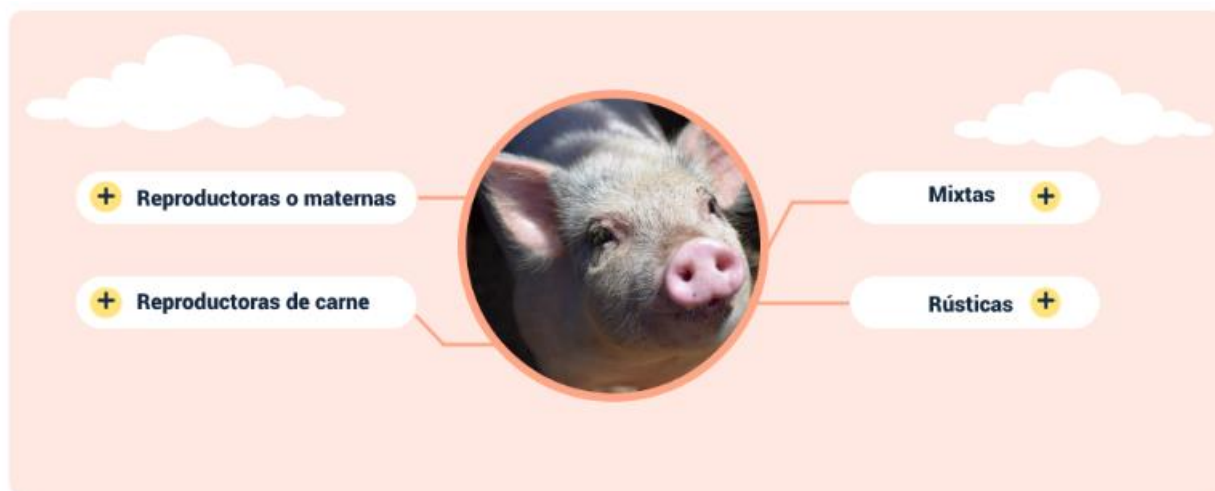 Reproductoras o maternas
Reproductoras de carne
Mixtas
Rústicas